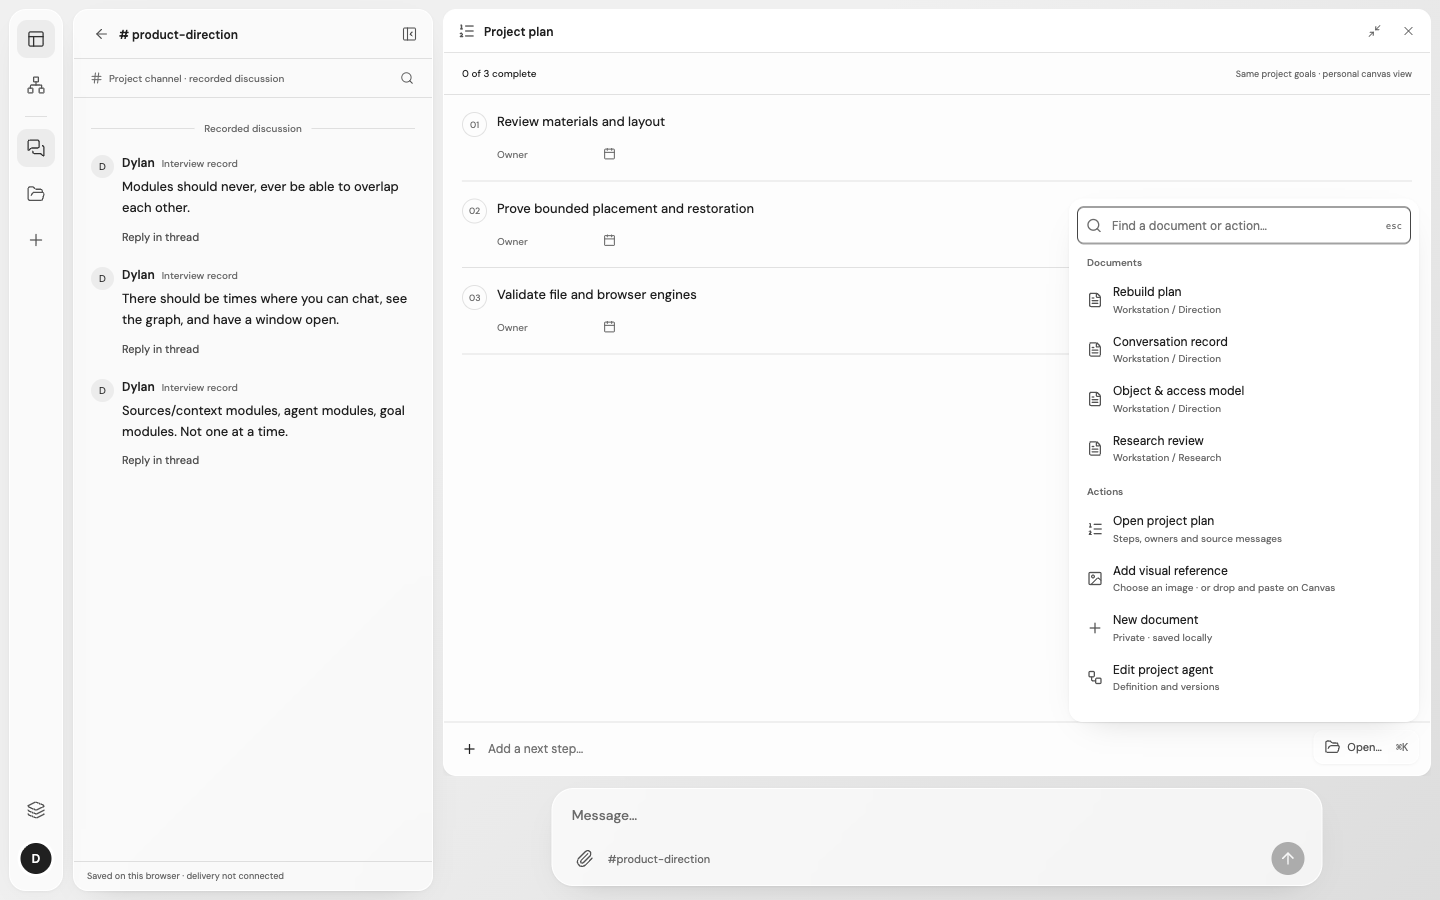 # product-direction
Project channel · recorded discussion
Recorded discussion
D
Dylan Interview record
Modules should never, ever be able to overlap
each other.
Reply in thread
D
Dylan Interview record
There should be times where you can chat, see
the graph, and have a window open.
Reply in thread
D
Dylan Interview record
Sources/context modules, agent modules, goal
modules. Not one at a time.
Reply in thread
D
Saved on this browser · delivery not connected
Project plan
0 of 3 complete
Same project goals · personal canvas view
01
Review materials and layout
Owner
02
Prove bounded placement and restoration
Owner
03
Validate file and browser engines
Owner
Find a document or action...
esc
Documents
Rebuild plan
Workstation / Direction
Conversation record
Workstation / Direction
Object & access model
Workstation / Direction
Research review
Workstation / Research
Actions
Open project plan
Steps, owners and source messages
Add visual reference
Choose an image · or drop and paste on Canvas
New document
Private · saved locally
Edit project agent
Definition and versions
Add a next step...
Open... ⌘K
Message...
#product-direction